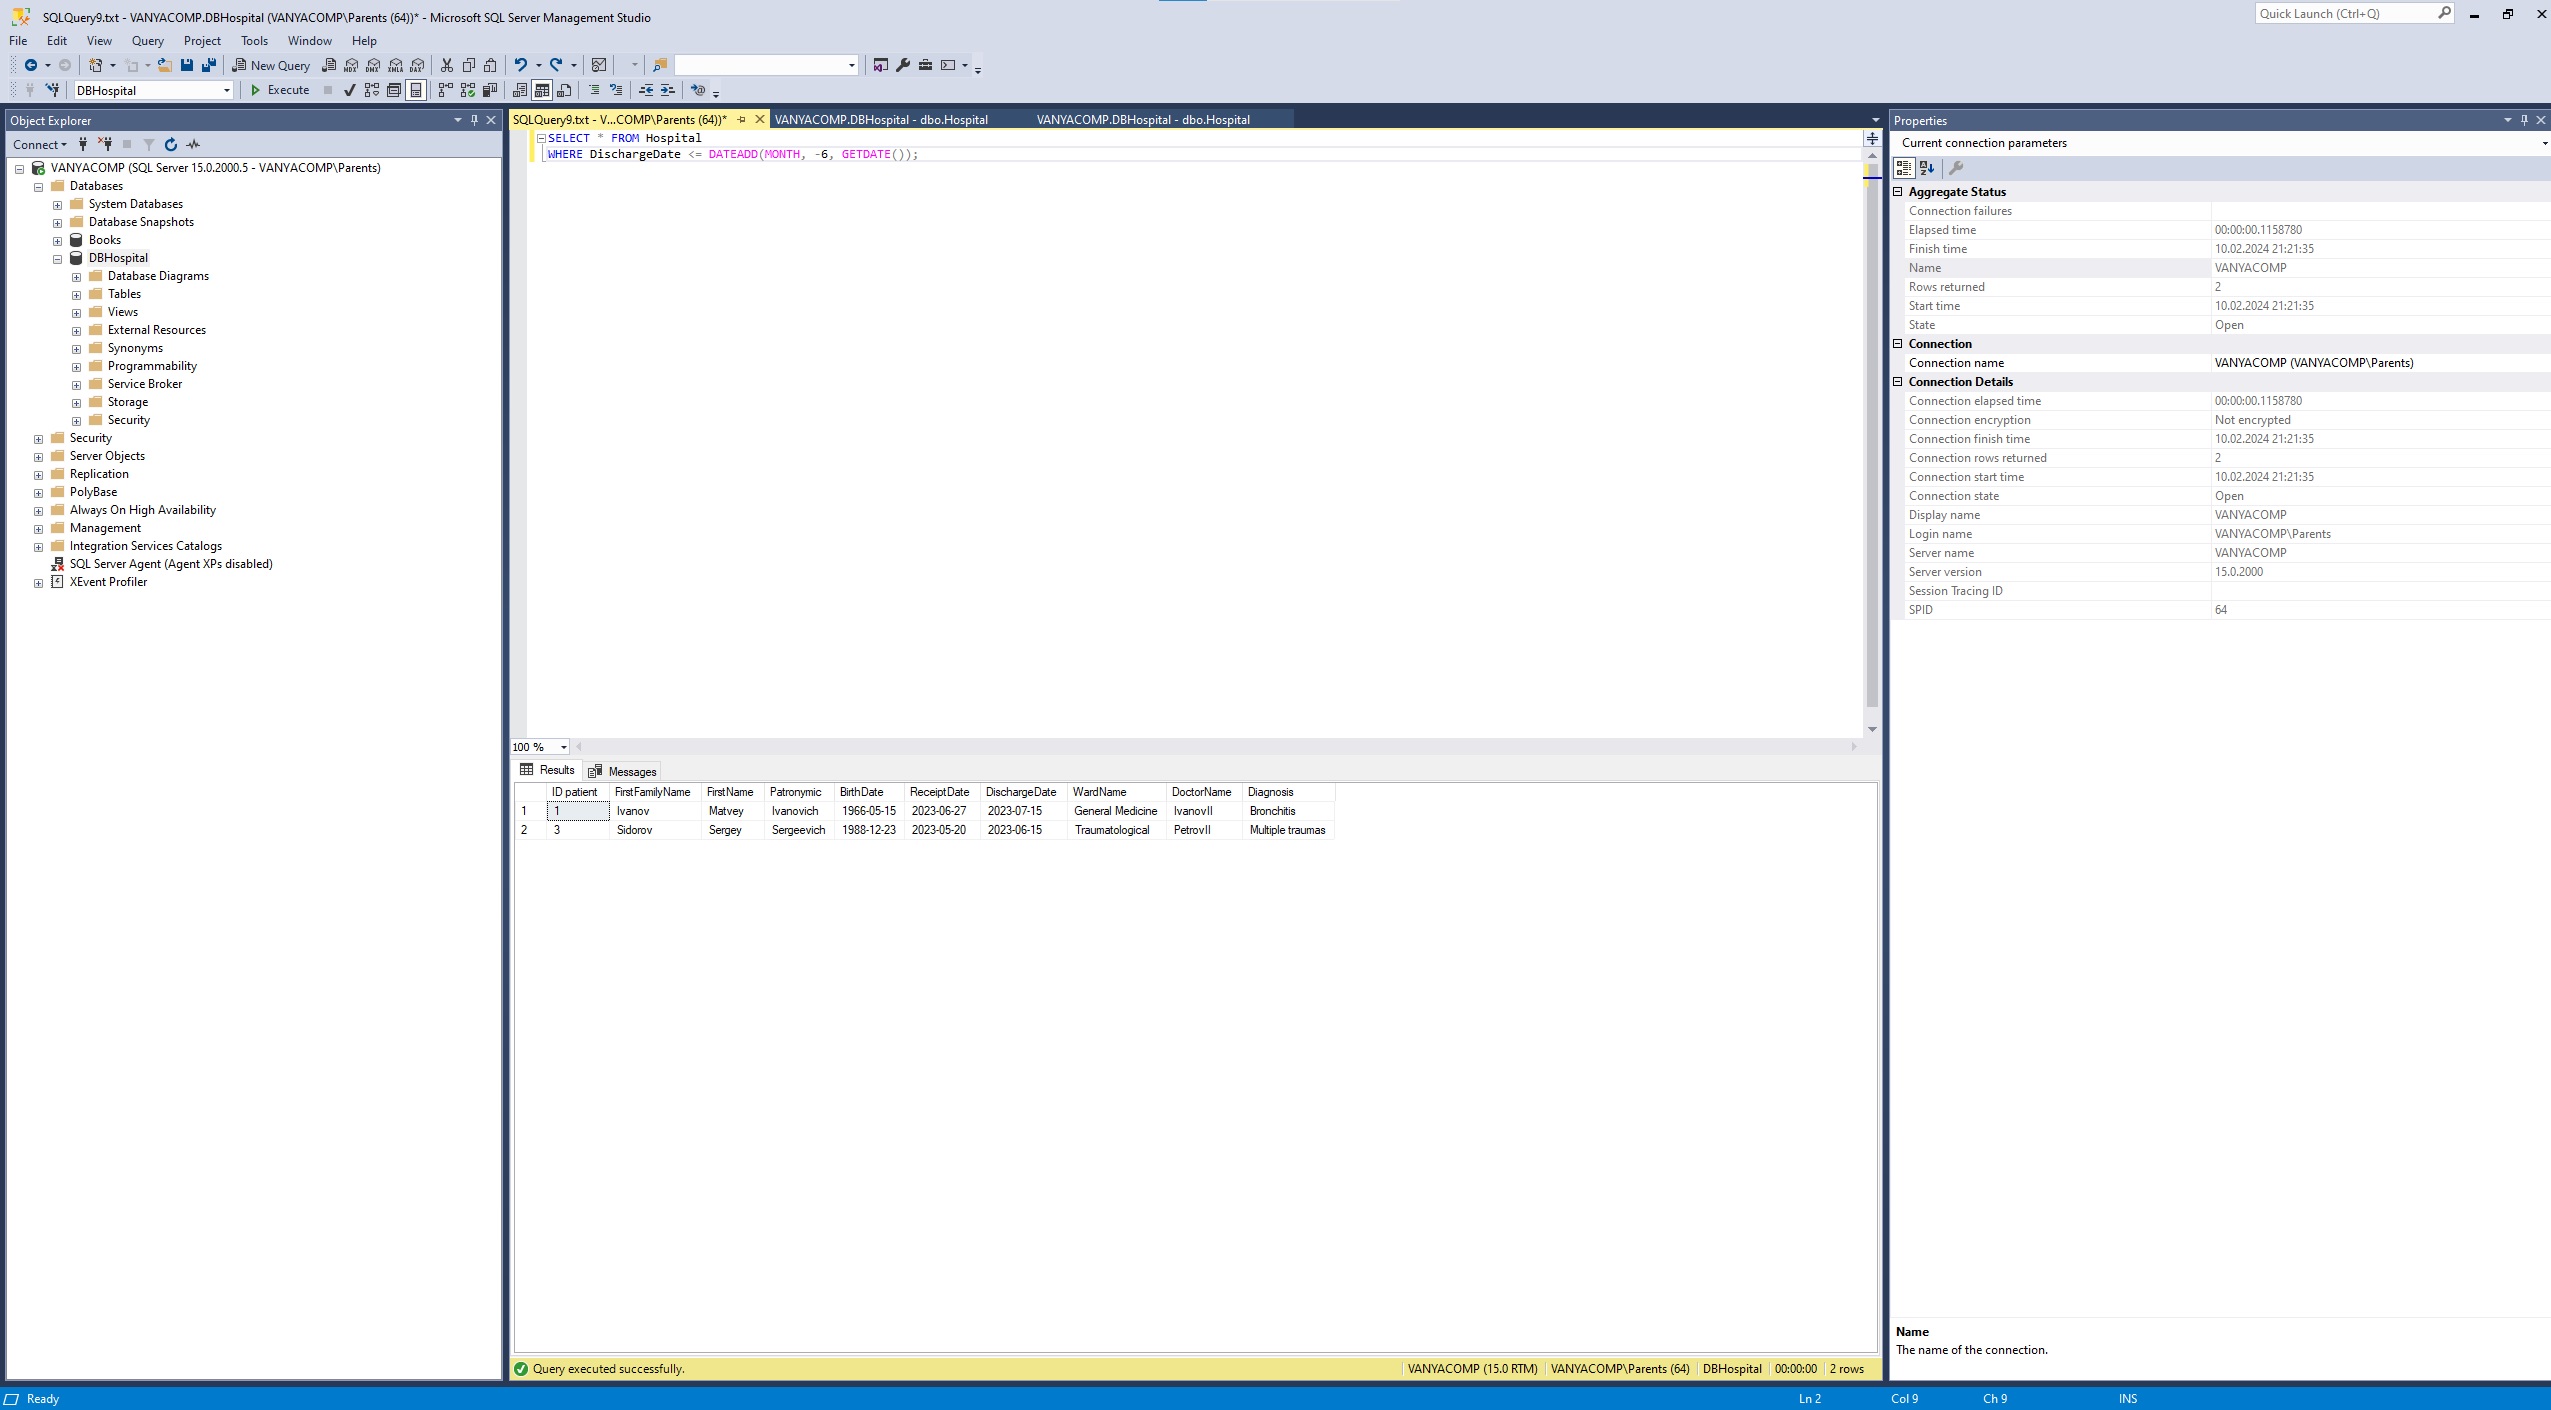 SQLQuery9.txt - VANYACOMP.DBHospital (VANYACOMP\Parents (64))* - Microsoft SQL Server Management Studio
Quick Launch (Ctrl+Q)
File Edit View Query Project Tools Window Help
New Query MDX DMX XMLA DAX
DBHospital Execute
Object Explorer
Connect
VANYACOMP (SQL Server 15.0.2000.5 - VANYACOMP\Parents)
Databases
System Databases
Database Snapshots
Books
DBHospital
Database Diagrams
Tables
Views
External Resources
Synonyms
Programmability
Service Broker
Storage
Security
Security
Server Objects
Replication
PolyBase
Always On High Availability
Management
Integration Services Catalogs
SQL Server Agent (Agent XPs disabled)
XEvent Profiler
SQLQuery9.txt - V...COMP\Parents (64))* VANYACOMP.DBHospital - dbo.Hospital VANYACOMP.DBHospital - dbo.Hospital
SELECT * FROM Hospital
WHERE DischargeDate <= DATEADD(MONTH, -6, GETDATE());
100 %
Results Messages
ID patient FirstFamilyName FirstName Patronymic BirthDate ReceiptDate DischargeDate WardName DoctorName Diagnosis
1 1 Ivanov Matvey Ivanovich 1966-05-15 2023-06-27 2023-07-15 General Medicine IvanovII Bronchitis
2 3 Sidorov Sergey Sergeevich 1988-12-23 2023-05-20 2023-06-15 Traumatological PetrovII Multiple traumas
Query executed successfully. VANYACOMP (15.0 RTM) VANYACOMP\Parents (64) DBHospital 00:00:00 2 rows
Properties
Current connection parameters
Aggregate Status
Connection failures
Elapsed time 00:00:00.1158780
Finish time 10.02.2024 21:21:35
Name VANYACOMP
Rows returned 2
Start time 10.02.2024 21:21:35
State Open
Connection
Connection name VANYACOMP (VANYACOMP\Parents)
Connection Details
Connection elapsed time 00:00:00.1158780
Connection encryption Not encrypted
Connection finish time 10.02.2024 21:21:35
Connection rows returned 2
Connection start time 10.02.2024 21:21:35
Connection state Open
Display name VANYACOMP
Login name VANYACOMP\Parents
Server name VANYACOMP
Server version 15.0.2000
Session Tracing ID
SPID 64
Name
The name of the connection.
Ready Ln 2 Col 9 Ch 9 INS